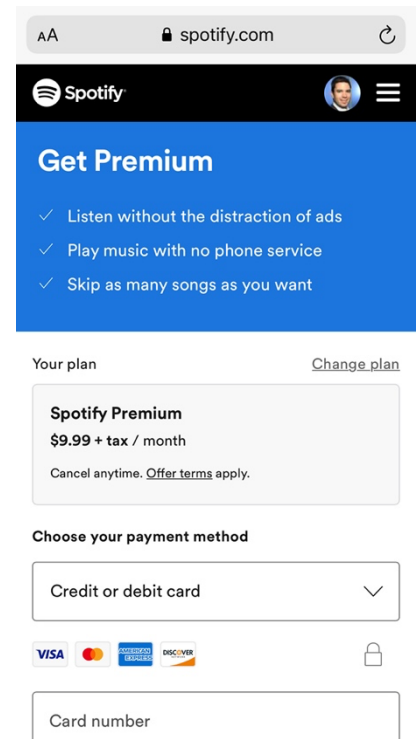 AA spotify.com
Spotify
Get Premium
Listen without the distraction of ads
Play music with no phone service
Skip as many songs as you want
Your plan Change plan
Spotify Premium
$9.99 + tax / month
Cancel anytime. Offer terms apply.
Choose your payment method
Credit or debit card
VISA AMERICAN EXPRESS DISCOVER
Card number